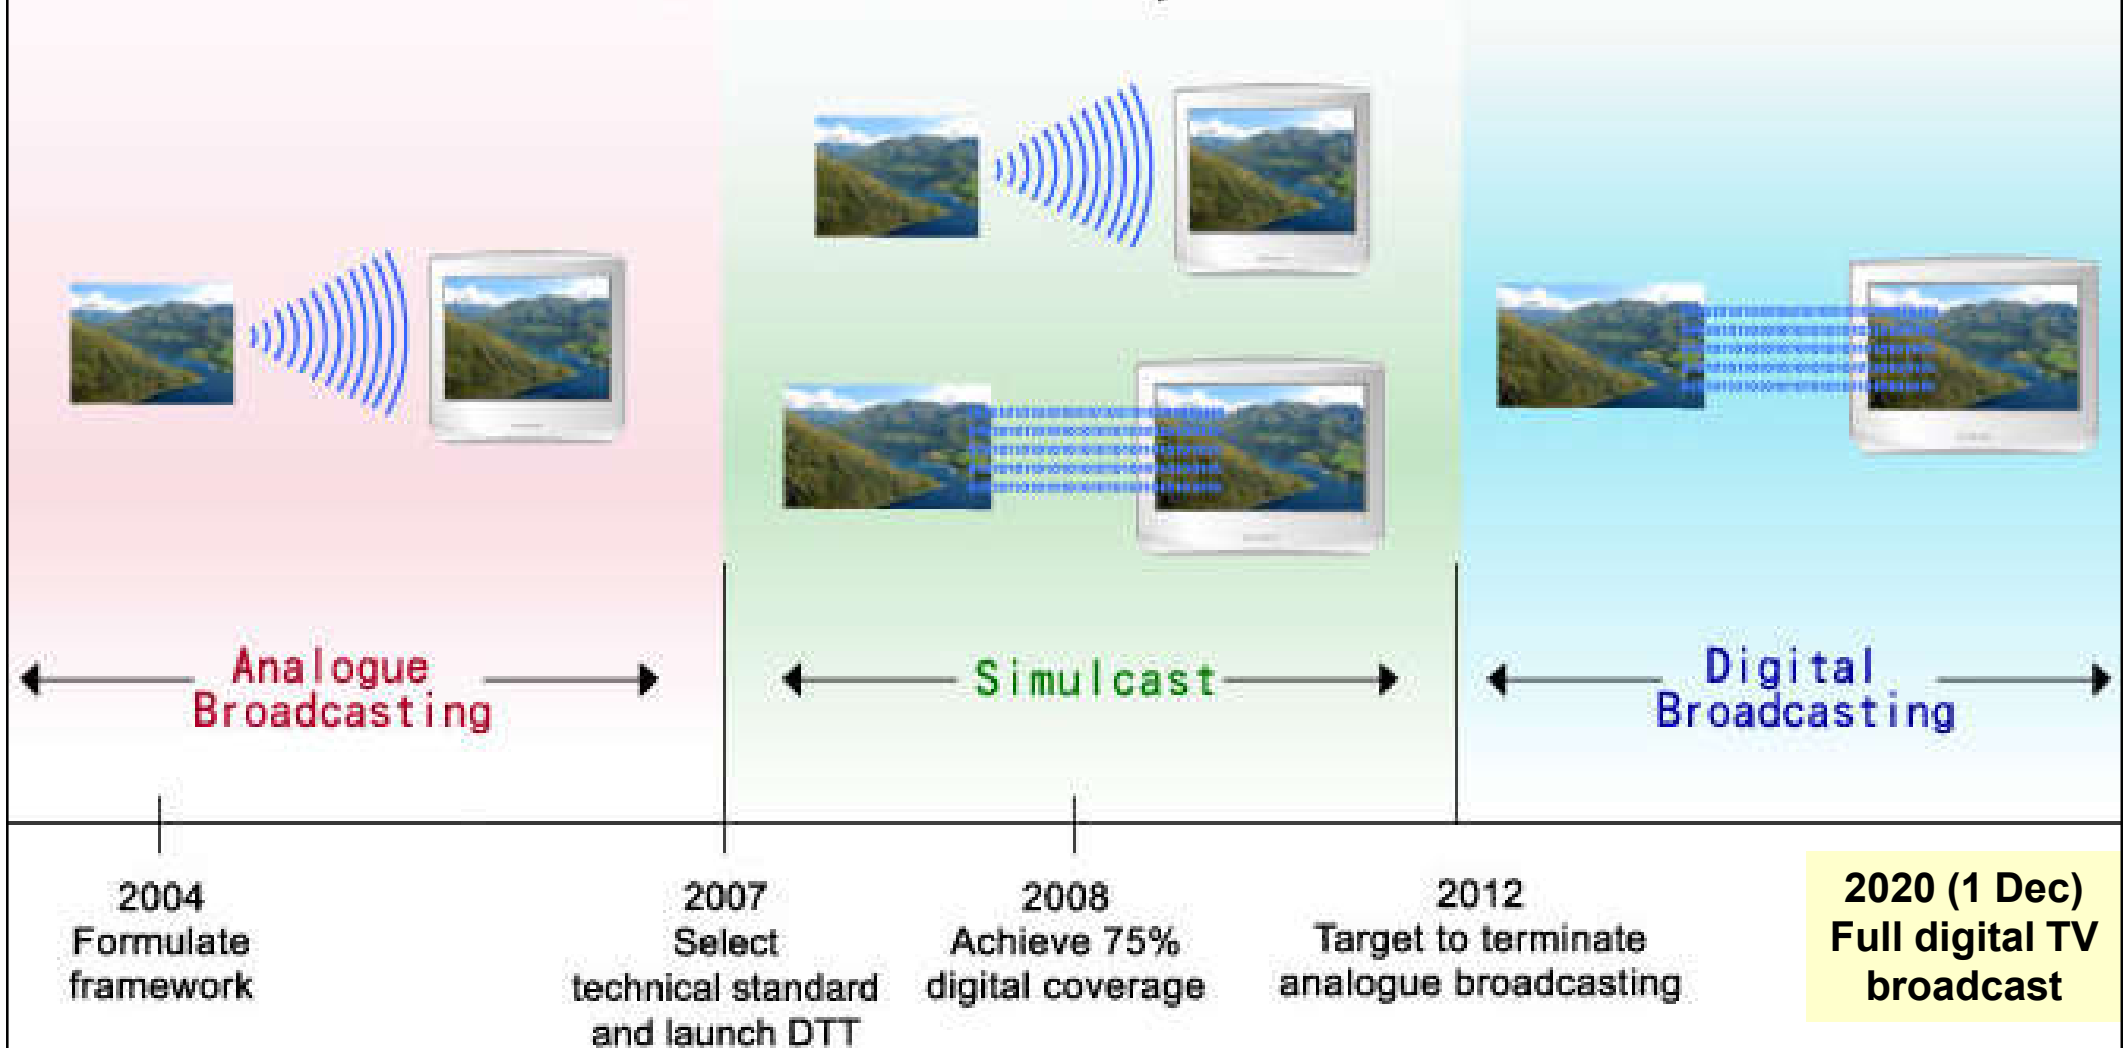 Analogue
Broadcasting
Simulcast
Digital
Broadcasting
2004
Formulate
framework
2007
Select
technical standard
and launch DTT
2008
Achieve 75%
digital coverage
2012
Target to terminate
analogue broadcasting
2020 (1 Dec)
Full digital TV
broadcast